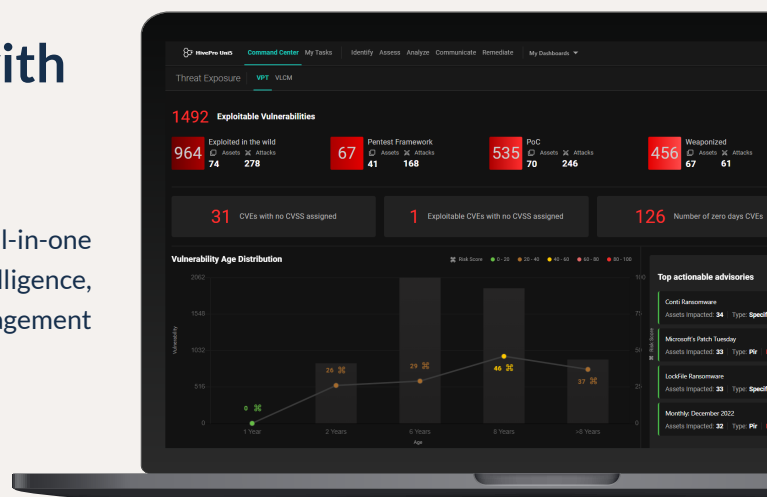 with
l-in-one
lligence,
agement
HivePro Uni5 Command Center My Tasks Identify Assess Analyze Communicate Remediate My Dashboards
Threat Exposure VPT VLCM
1492 Exploitable Vulnerabilities
964 Exploited in the wild
Assets Attacks
74 278
67 Pentest Framework
Assets Attacks
41 168
535 PoC
Assets Attacks
70 246
456 Weaponized
Assets Attacks
67 61
31 CVEs with no CVSS assigned
1 Exploitable CVEs with no CVSS assigned
126 Number of zero days CVEs
Vulnerability Age Distribution
Risk Score 0 - 20 20 - 40 40 - 60 60 - 80 80 - 100
2062
1548
1032
516
0
Vulnerability
0
26
29
46
37
100
75
50
25
0
Risk Score
1 Year
2 Years
5 Years
8 Years
>8 Years
Age
Top actionable advisories
Conti Ransomware
Assets Impacted: 34 Type: Specif
Microsoft's Patch Tuesday
Assets Impacted: 33 Type: Pir
LockFile Ransomware
Assets Impacted: 33 Type: Specif
Monthly: December 2022
Assets Impacted: 32 Type: Pir